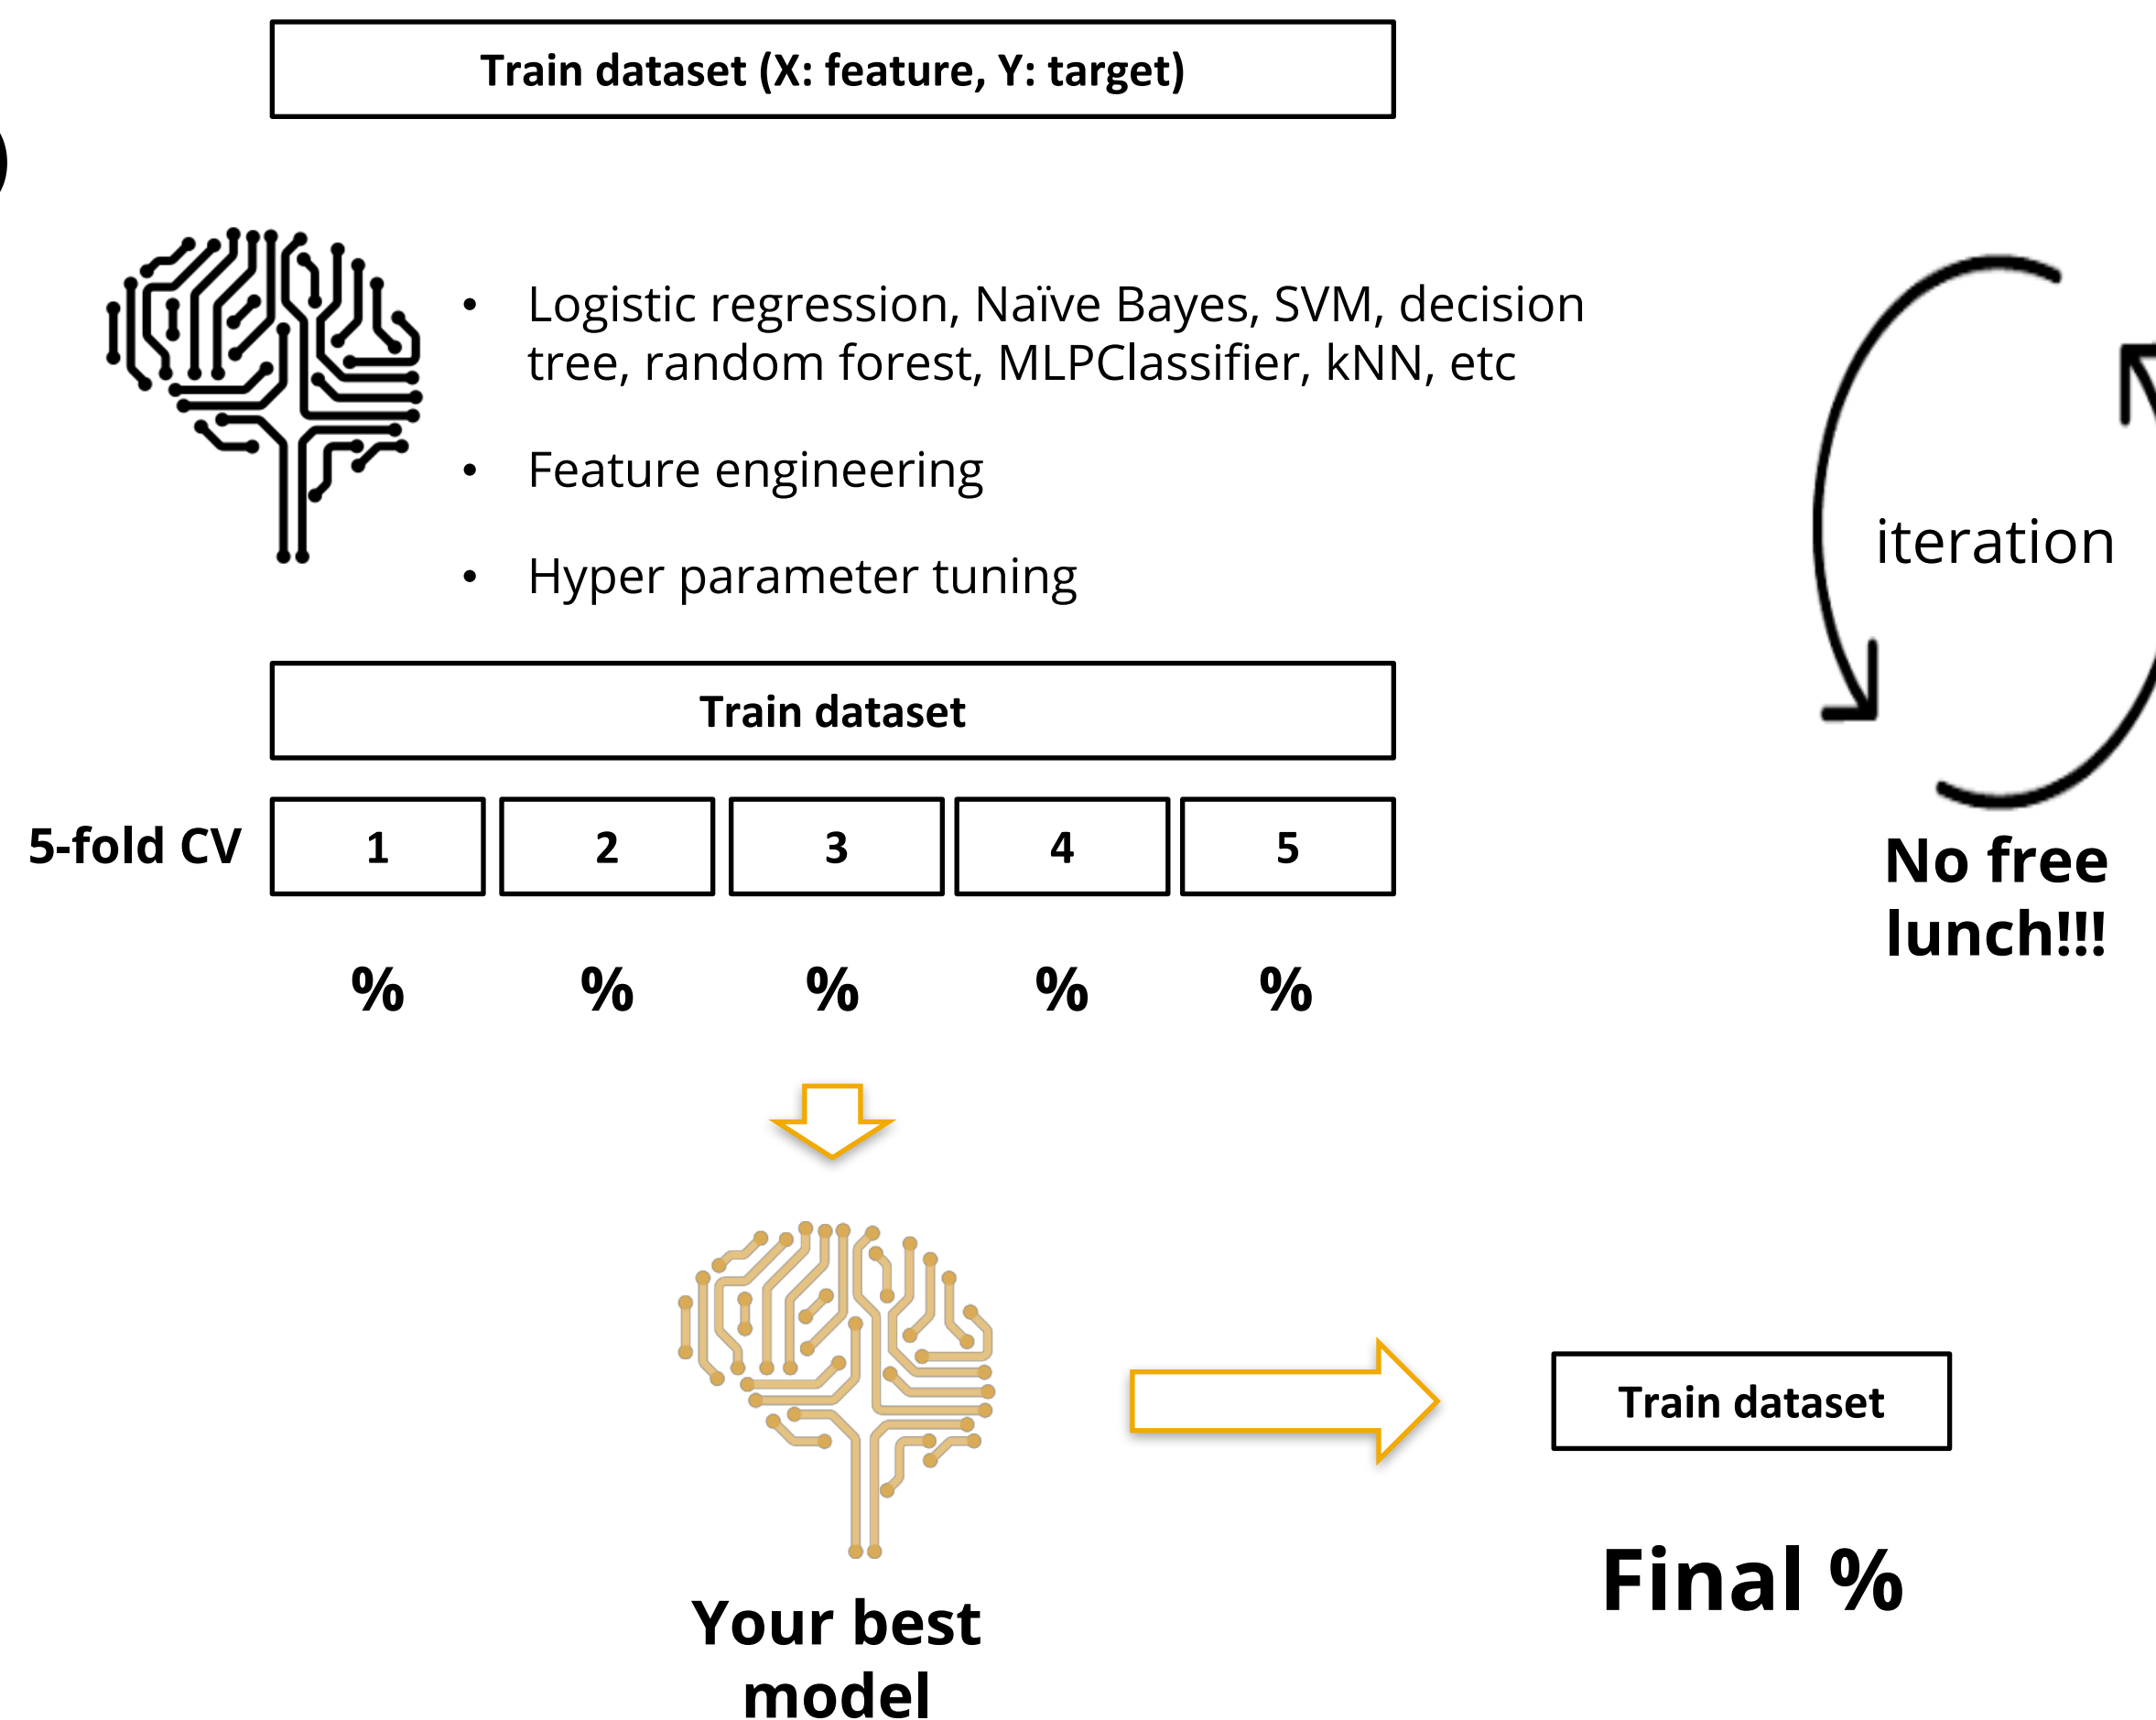 Train dataset (X: feature, Y: target)
• Logistic regression, Naïve Bayes, SVM, decision
tree, random forest, MLPClassifier, kNN, etc
• Feature engineering
• Hyper parameter tuning
iteration
Train dataset
5-fold CV 1 2 3 4 5
No free
lunch!!!
% % % % %
Train dataset
Final %
Your best
model